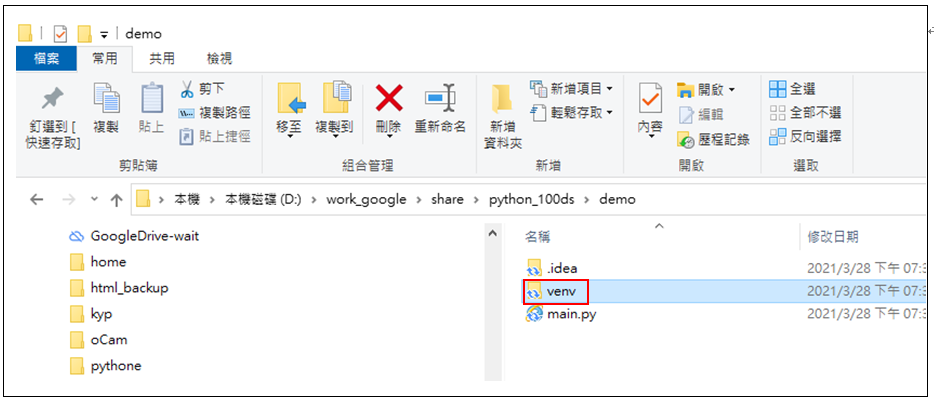 demo
檔案 常用 共用 檢視
釘選到 [
快速存取]
複製
貼上
剪下
複製路徑
貼上捷徑
剪貼簿
移至
複製到
刪除
重新命名
組合管理
新增
資料夾
新增項目
輕鬆存取
新增
內容
開啟
編輯
歷程記錄
開啟
全選
全部不選
反向選擇
選取
本機 › 本機磁碟 (D:) › work_google › share › python_100ds › demo
GoogleDrive-wait
home
html_backup
kyp
oCam
pythone
名稱 修改日期
.idea 2021/3/28 下午 07:3
venv 2021/3/28 下午 07:3
main.py 2021/3/28 下午 07:3